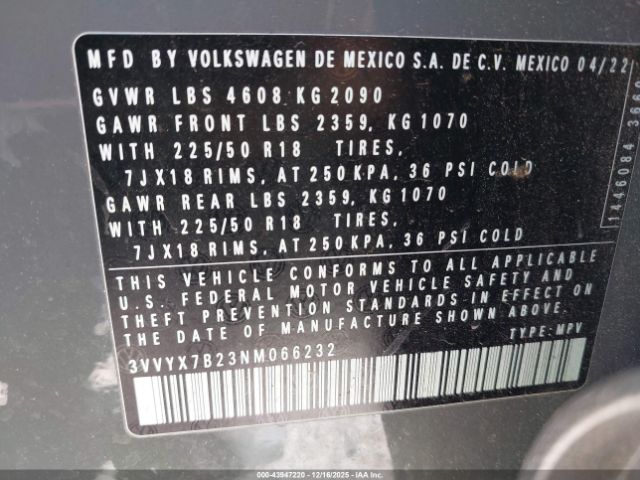 MFD BY VOLKSWAGEN DE MEXICO S.A. DE C.V. MEXICO 04/22
GVWR LBS 4608 KG 2090
GAWR FRONT LBS 2359, KG 1070
WITH 225/50 R18 TIRES,
7JX18 RIMS, AT 250 KPA, 36 PSI COLD
GAWR REAR LBS 2359, KG 1070
WITH 225/50 R18 TIRES,
7JX18 RIMS, AT 250 KPA, 36 PSI COLD
THIS VEHICLE CONFORMS TO ALL APPLICABLE
U.S. FEDERAL MOTOR VEHICLE SAFETY AND
THEFT PREVENTION STANDARDS IN EFFECT ON
THE DATE OF MANUFACTURE SHOWN ABOVE.
TYPE: MPV
3VVYX7B23NM066232
1446084
000-43947220 | 12/16/2025 | COPART